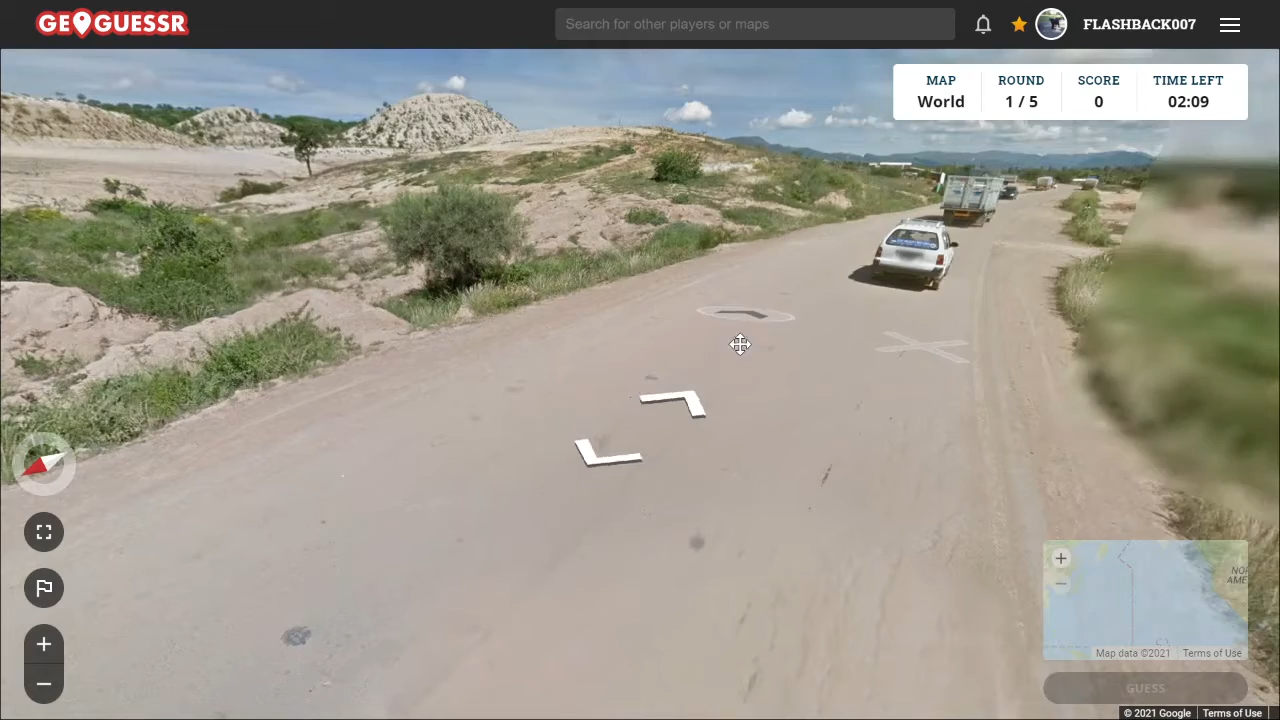 GEOGUESSR
Search for other players or maps
FLASHBACK007
MAP
World
ROUND
1 / 5
SCORE
0
TIME LEFT
02:09
Map data ©2021
Terms of Use
GUESS
© 2021 Google
Terms of Use